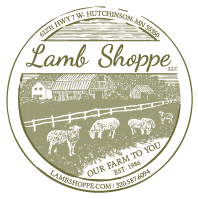 61231 HWY 7 W. HUTCHINSON, MN 55350
Lamb Shoppe
LLC
OUR FARM TO YOU
EST. 1986
LAMBSHOPPE.COM | 320.587.6094